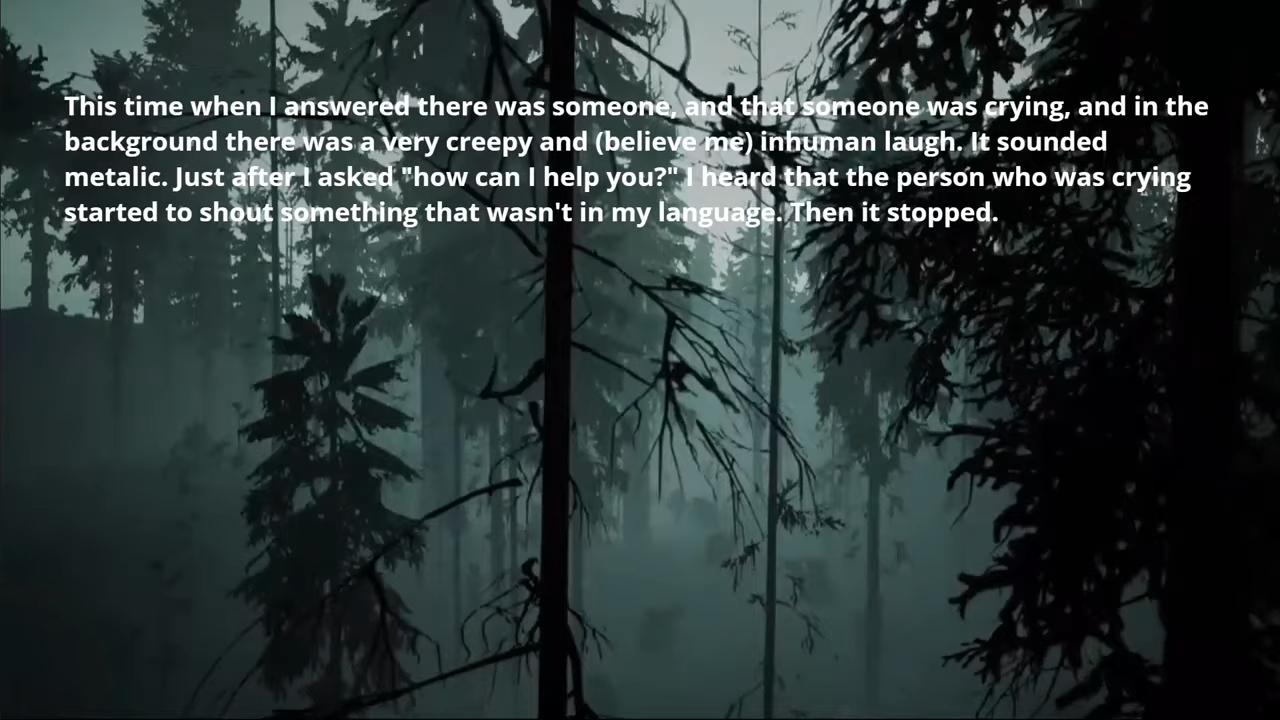 This time when I answered there was someone, and that someone was crying, and in the
background there was a very creepy and (believe me) inhuman laugh. It sounded
metalic. Just after I asked "how can I help you?" I heard that the person who was crying
started to shout something that wasn't in my language. Then it stopped.